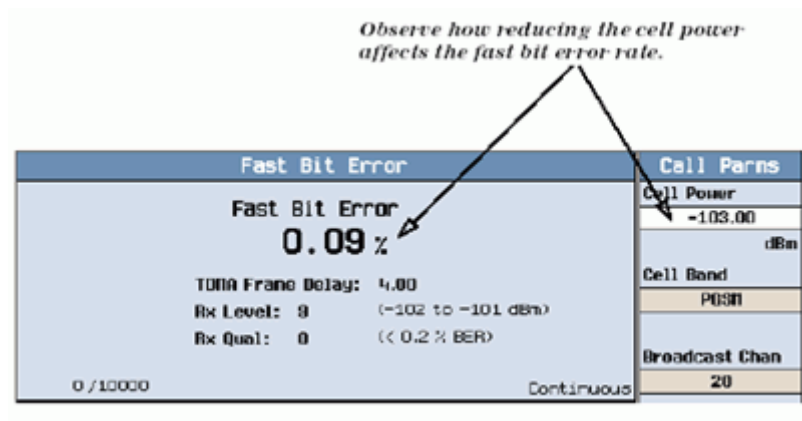 Observe how reducing the cell power
affects the fast bit error rate.
Fast Bit Error
Call Parms
Fast Bit Error
0.09 %
TDMA Frame Delay: 4.00
Rx Level: 9 (-102 to -101 dBm)
Rx Qual: 0 (< 0.2 % BER)
0 /10000
Continuous
Cell Power
-103.00
dBm
Cell Band
PGSM
Broadcast Chan
20